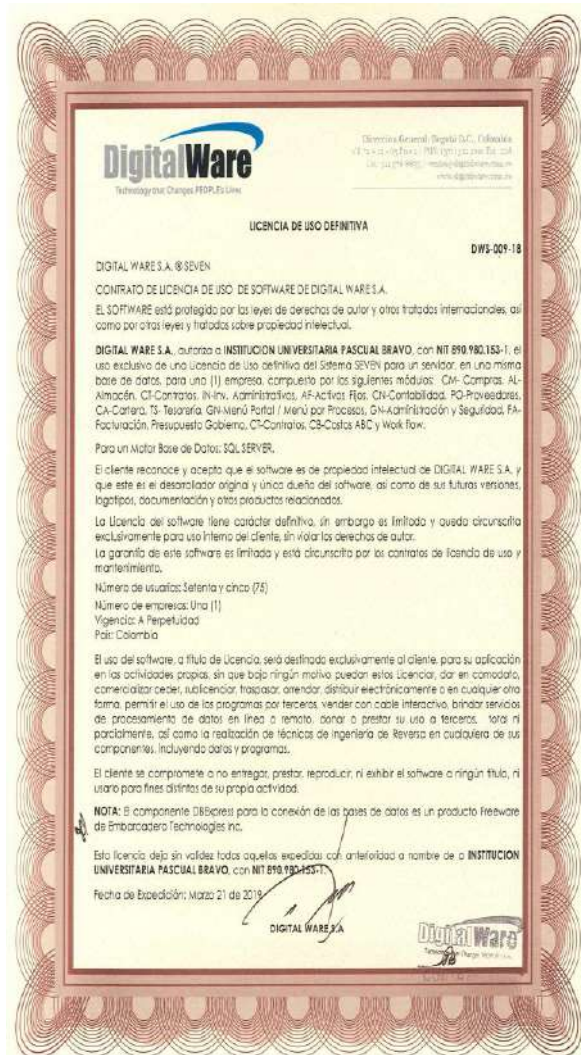 DigitalWare
Technology that Changes PEOPLE's Lives
Dirección General: Bogotá D.C., Colombia
LICENCIA DE USO DEFINITIVA
DWS-009-18
DIGITAL WARE S.A. ® SEVEN
CONTRATO DE LICENCIA DE USO DE SOFTWARE DE DIGITAL WARE S.A.
EL SOFTWARE está protegido por las leyes de derechos de autor y otros tratados internacionales, así
como por otras leyes y tratados sobre propiedad intelectual.
DIGITAL WARE S.A. autoriza a INSTITUCION UNIVERSITARIA PASCUAL BRAVO, con NIT 890.980.153-1, el
uso exclusivo de una Licencia de Uso definitiva del Sistema SEVEN para un servidor, en una misma
base de datos, para una (1) empresa, compuesto por los siguientes módulos: CM- Compras, AL-
Almacén, CT-Contratos, IN-Inv. Administrativos, AF-Activos Fijos, CN-Contabilidad, PO-Proveedores,
CA-Cartera, TS- Tesorería, GN-Menú Portal / Menú por Procesos, GN-Administración y Seguridad, FA-
Facturación, Presupuesto Gobierno, CT-Contratos, CB-Costos ABC y Work flow.
Para un Motor Base de Datos: SQL SERVER.
El cliente reconoce y acepta que el software es de propiedad intelectual de DIGITAL WARE S.A. y
que este es el desarrollador original y único dueño del software, así como de sus futuras versiones,
logotipos, documentación y otros productos relacionados.
La Licencia del software tiene carácter definitivo, sin embargo es limitada y queda circunscrita
exclusivamente para uso interno del cliente, sin violar los derechos de autor.
La garantía de este software es limitada y está circunscrita por los contratos de licencia de uso y
mantenimiento.
Número de usuarios: Setenta y cinco (75)
Número de empresas: Una (1)
Vigencia: A Perpetuidad
País: Colombia
El uso del software, a título de Licencia, será destinado exclusivamente al cliente, para su aplicación
en las actividades propias, sin que bajo ningún motivo puedan estos Licenciar, dar en comodato,
comercializar ceder, sublicenciar, traspasar, arrendar, distribuir electrónicamente o en cualquier otra
forma, permitir el uso de los programas por terceros, vender con cable interactivo, brindar servicios
de procesamiento de datos en línea o remoto, donar o prestar su uso a terceros, total ni
parcialmente, así como la realización de técnicas de Ingeniería de Reversa en cualquiera de sus
componentes, incluyendo datos y programas.
El cliente se compromete a no entregar, prestar, reproducir, ni exhibir el software a ningún título, ni
usarlo para fines distintos de su propia actividad.
NOTA: El componente DBExpress para la conexión de las bases de datos es un producto Freeware
de Embarcadero Technologies Inc.
Esta licencia deja sin validez todas aquellas expedidas con anterioridad a nombre de a INSTITUCION
UNIVERSITARIA PASCUAL BRAVO, con NIT 890.980.153-1.
Fecha de Expedición: Marzo 21 de 2019
DIGITAL WARE S.A
Digital Ware